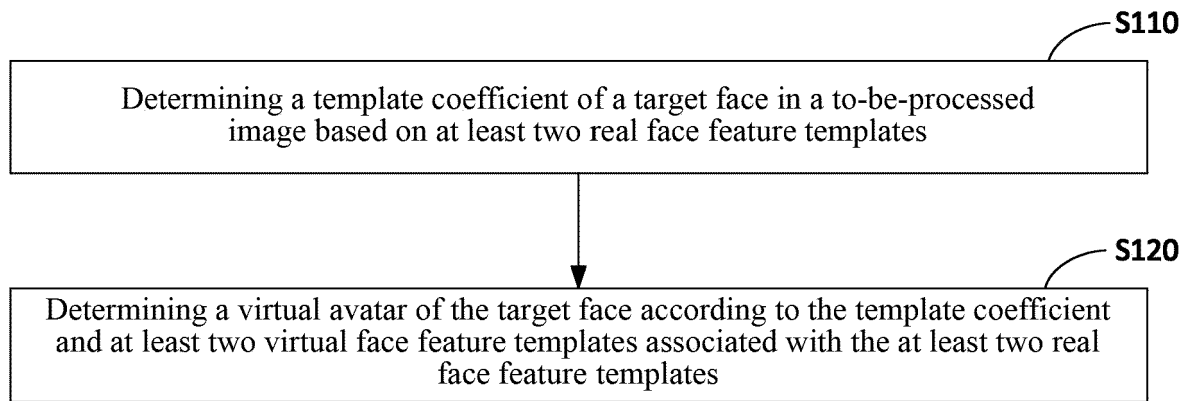 S110
Determining a template coefficient of a target face in a to-be-processed
image based on at least two real face feature templates
S120
Determining a virtual avatar of the target face according to the template coefficient
and at least two virtual face feature templates associated with the at least two real
face feature templates